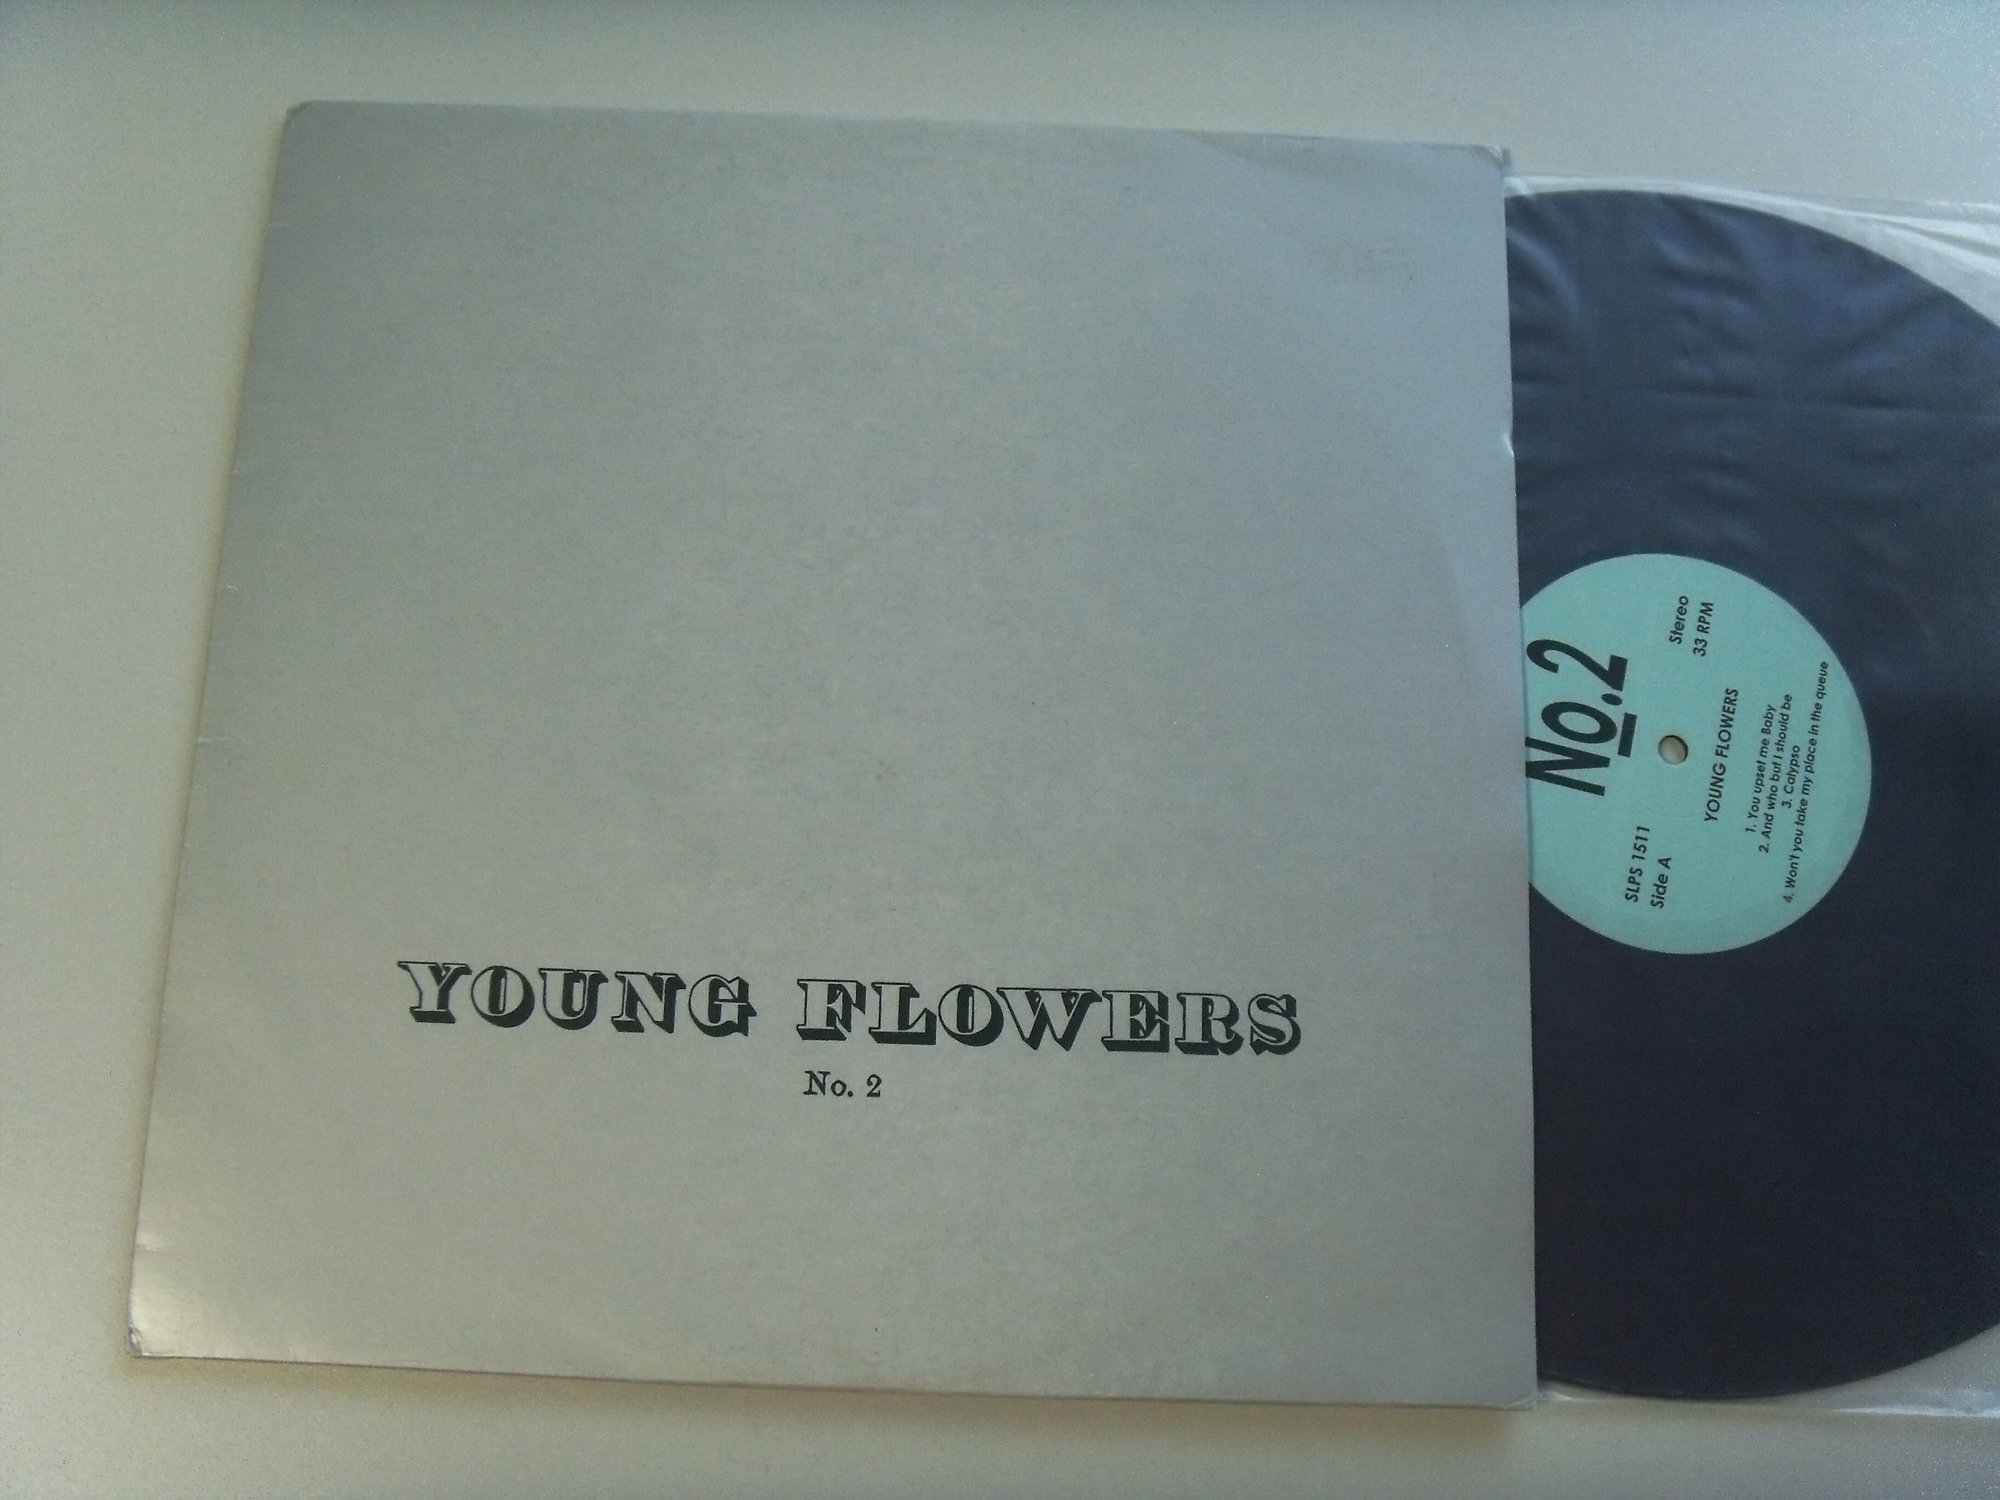 YOUNG FLOWERS
No. 2
No.2
SLPS 1511
Side A
Stereo
33 RPM
YOUNG FLOWERS
1. You upset me Baby
2. And who but I should be
3. Calypso
4. Won't you take my place in the queue